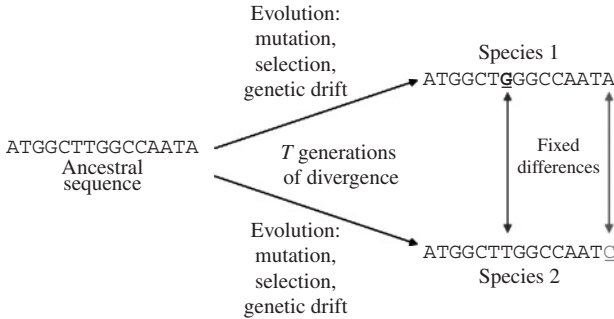 Evolution:
mutation,
selection,
genetic drift
Species 1
ATGGCTGGGCCAATA
ATGGCTTGGCCAATA
Ancestral
sequence
T generations
of divergence
Fixed
differences
Evolution:
mutation,
selection,
genetic drift
ATGGCTTGGCCAATC
Species 2